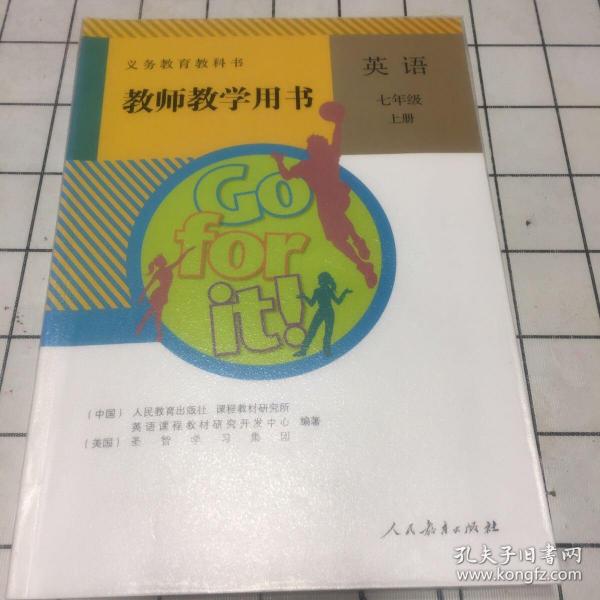 义务教育教科书
教师教学用书
英语
七年级
上册
Go
for
it!
（中国）人民教育出版社 课程教材研究所
英语课程教材研究开发中心 编著
（美国）圣智学习集团
人民教育出版社
孔夫子旧书网
www.kongfz.com